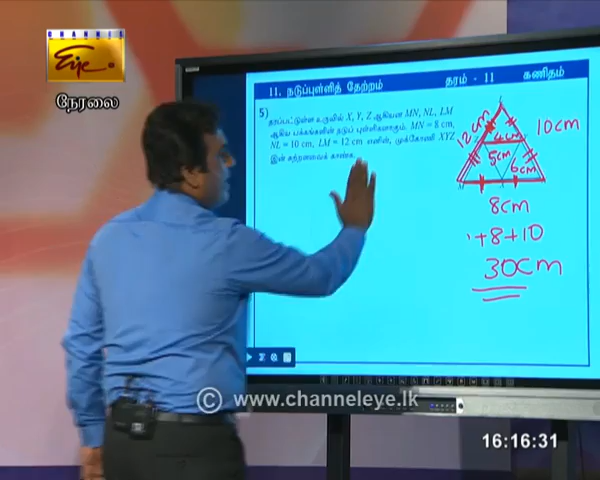 CHANNEL
Eye
நேரலை
11. நடுப்புள்ளித் தேற்றம்
தரம் - 11
கணிதம்
5)
தரப்பட்டுள்ள உருவில் X, Y, Z ஆகியன MN, NL, LM
ஆகிய பக்கங்களின் நடுப் புள்ளிகளாகும். MN = 8 cm,
NL = 10 cm, LM = 12 cm எனின், முக்கோணி XYZ
இன் சுற்றளவைக் காண்க.
12cm
10cm
4cm
5cm
6cm
8cm
+8+10
30cm
© www.channeleye.lk
16:16:31